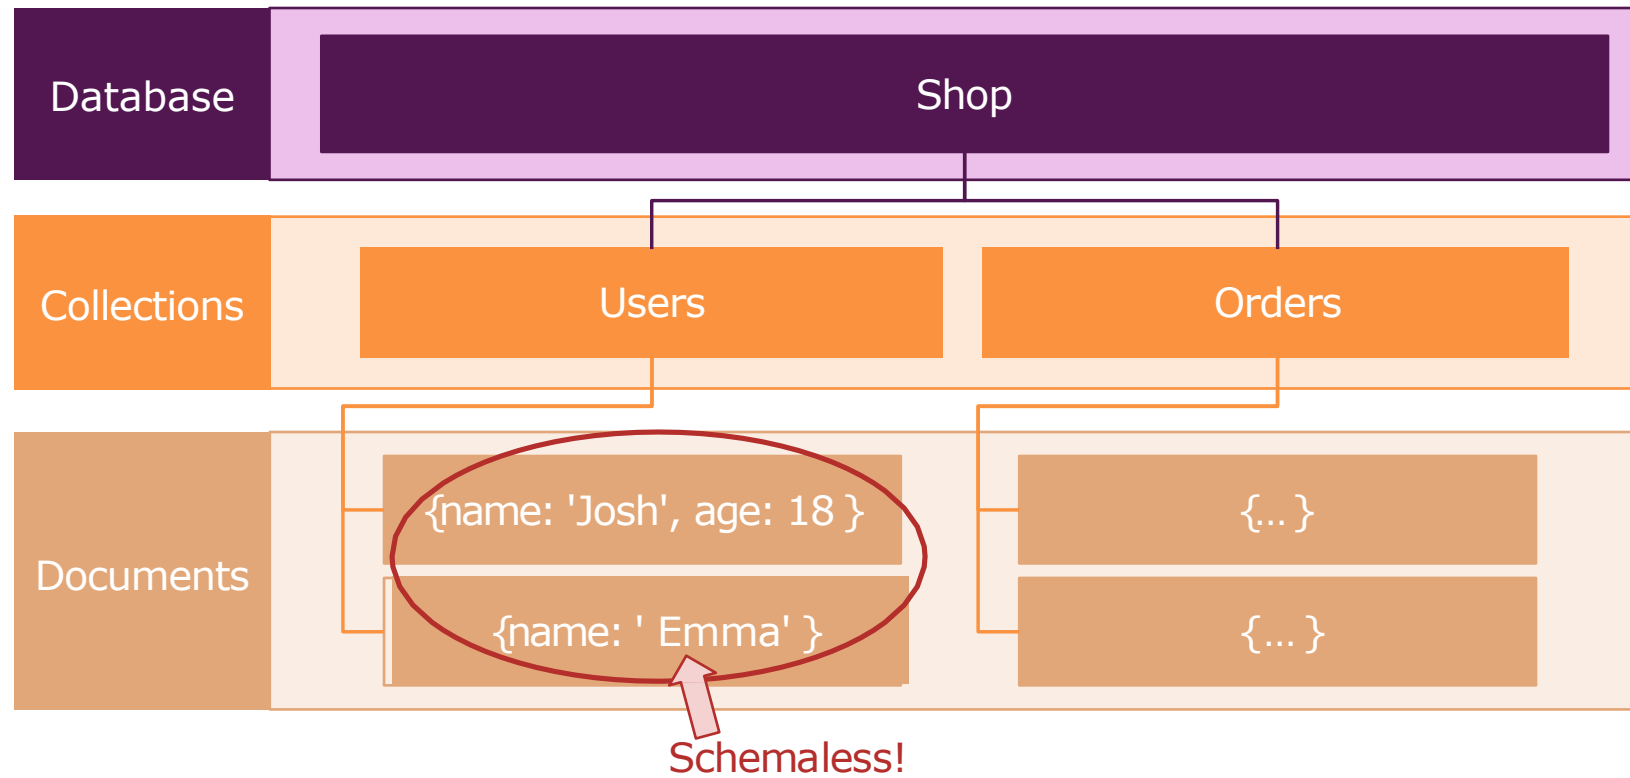 Database
Shop
Collections
Users
Orders
Documents
{name: 'Josh', age: 18 }
{... }
{name: ' Emma' }
{... }
Schemaless!